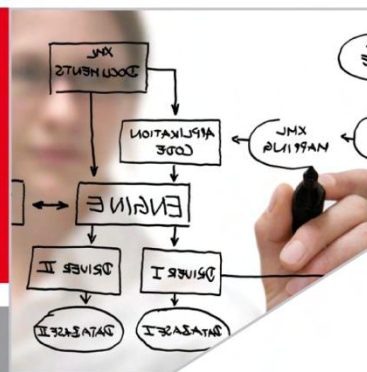 XML
DOCUMENTS
APPLIKATION
CODE
XML
MAPPING
ENGINE
DRIVER II
DRIVER I
DATABASE II
DATABASE I